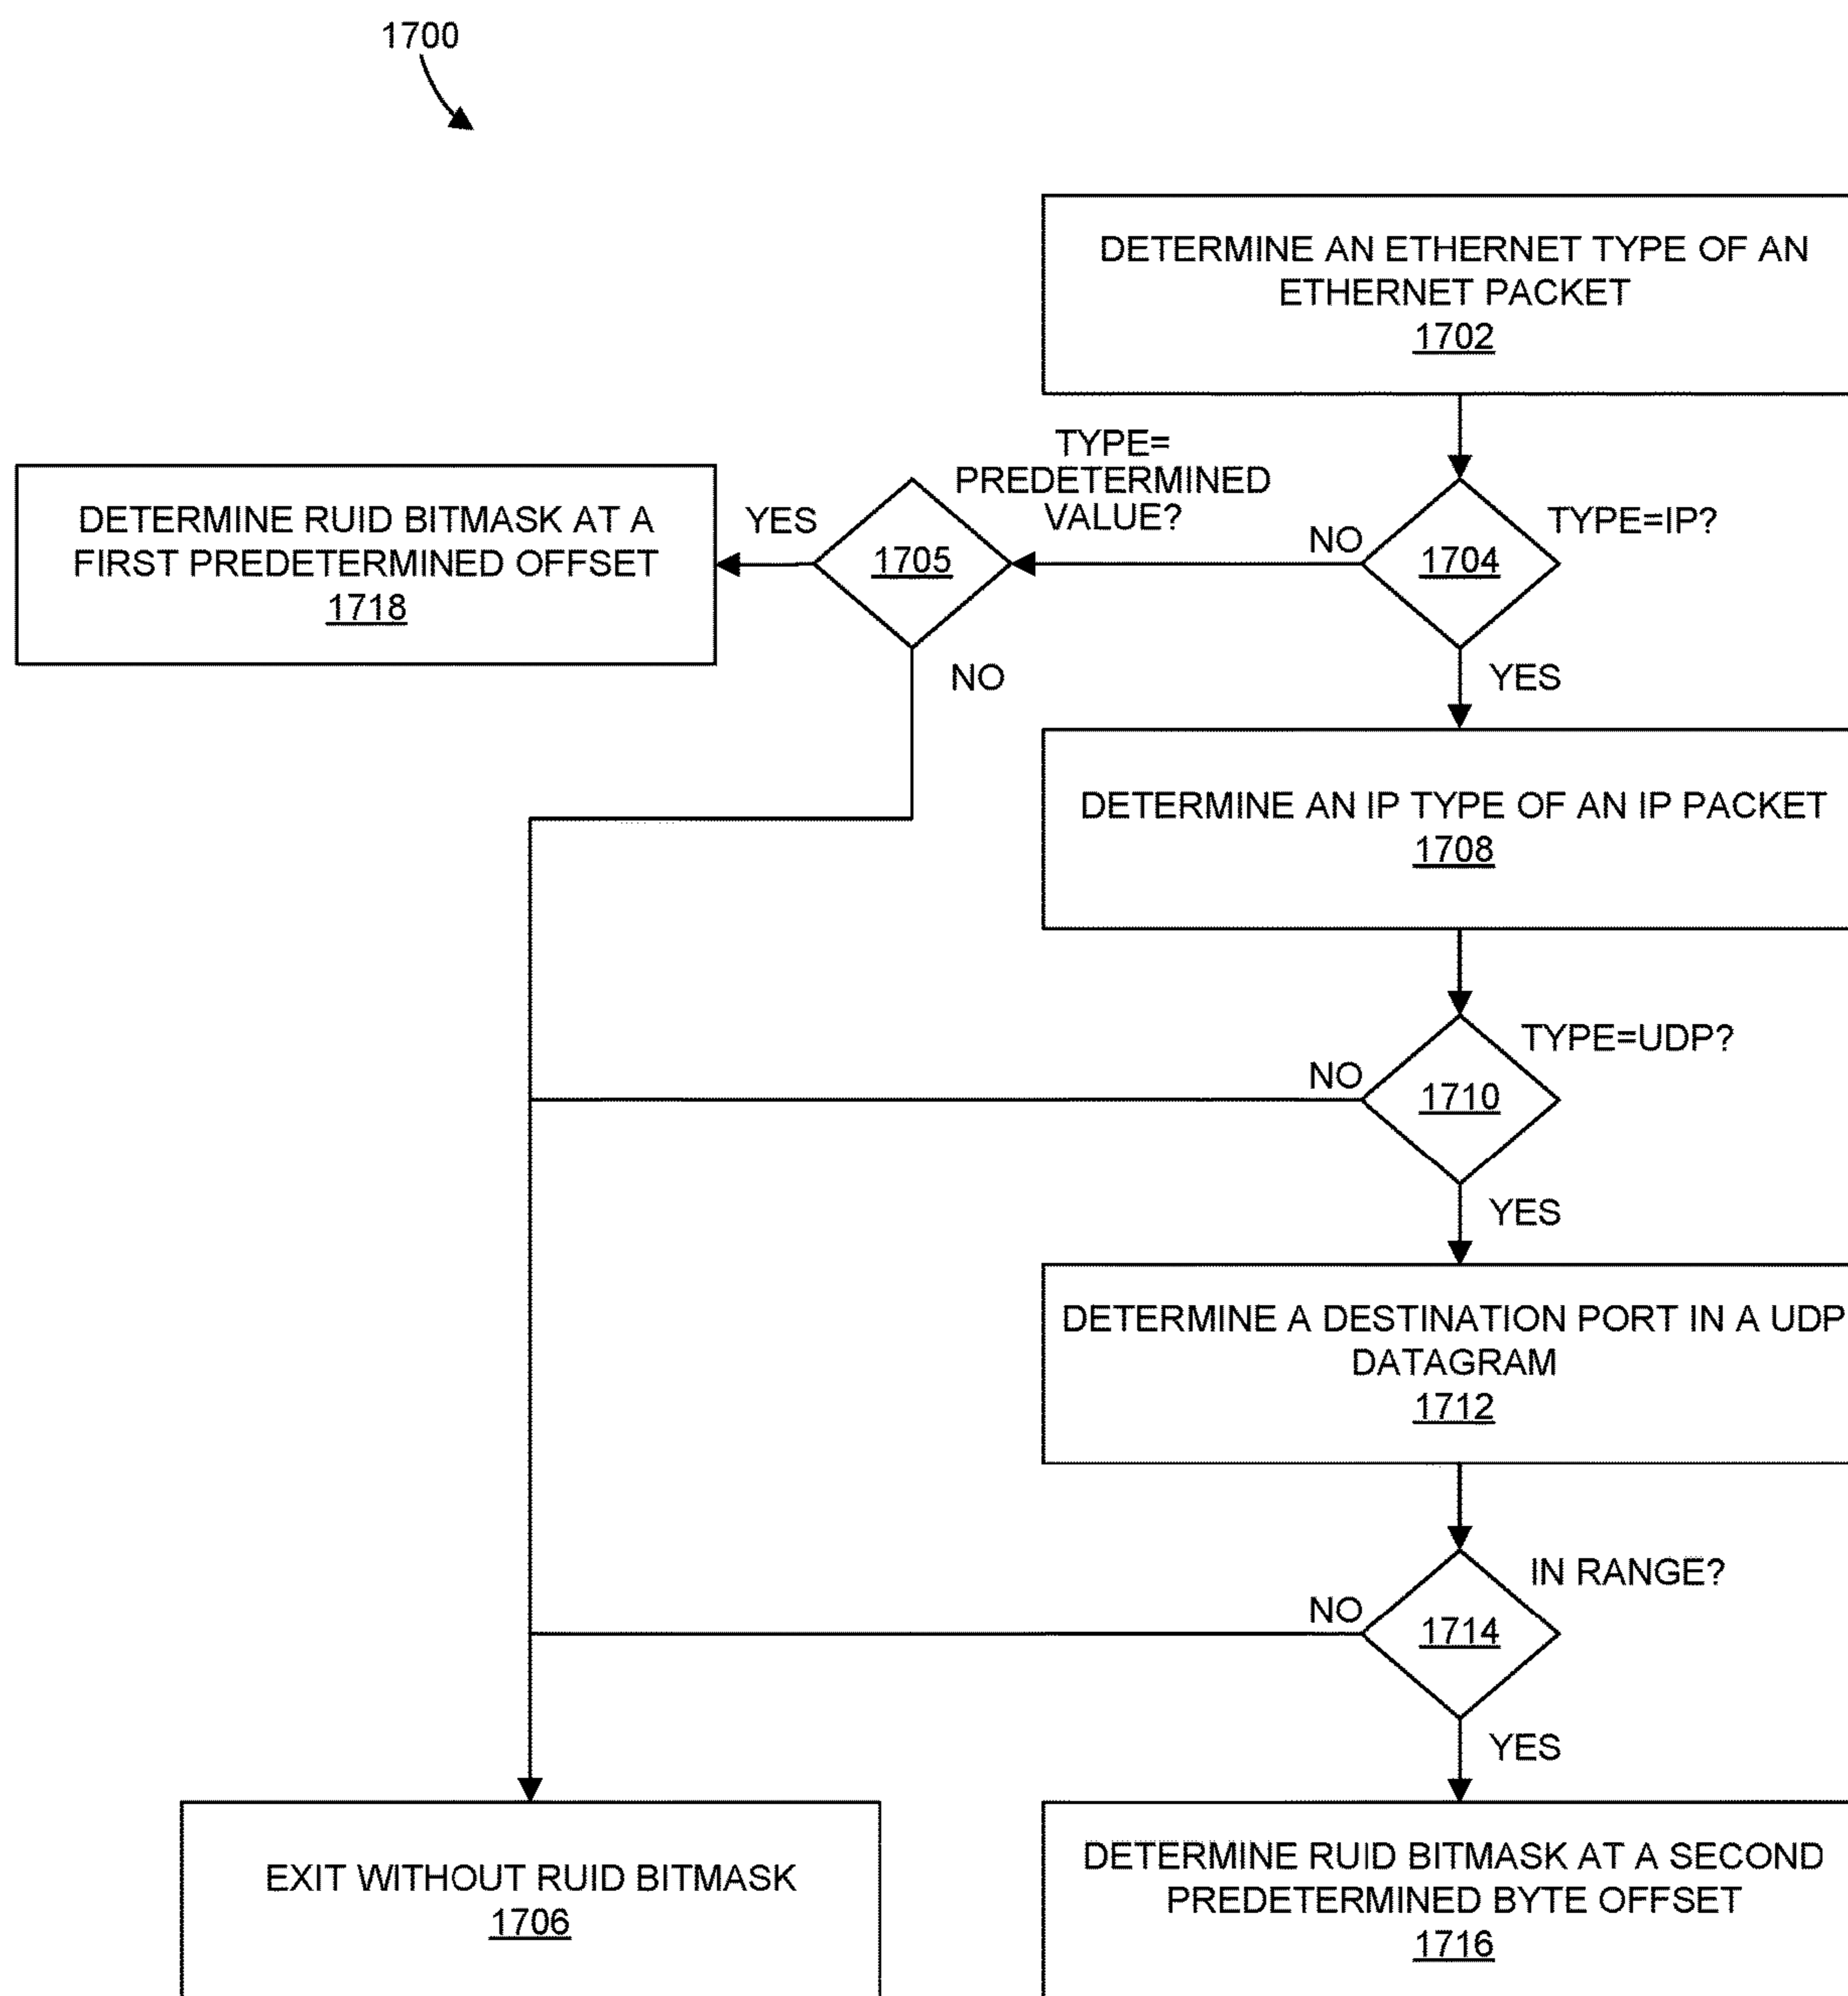 1700
DETERMINE AN ETHERNET TYPE OF AN
ETHERNET PACKET
1702
TYPE=
PREDETERMINED
VALUE?
DETERMINE RUID BITMASK AT A
FIRST PREDETERMINED OFFSET
1718
YES
1705
NO
1704
TYPE=IP?
NO
YES
DETERMINE AN IP TYPE OF AN IP PACKET
1708
TYPE=UDP?
NO
1710
YES
DETERMINE A DESTINATION PORT IN A UDP
DATAGRAM
1712
IN RANGE?
NO
1714
YES
EXIT WITHOUT RUID BITMASK
1706
DETERMINE RUID BITMASK AT A SECOND
PREDETERMINED BYTE OFFSET
1716